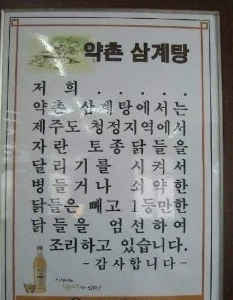 약촌 삼계탕
저 희 . . . . .
약촌 삼계탕에서는
제주도 청정지역에서
자란 토종닭들을
달리기를 시켜서
병들거나 쇠약한
닭들은 빼고 1등만한
닭들을 엄선하여
조리하고 있습니다.
-감사합니다-